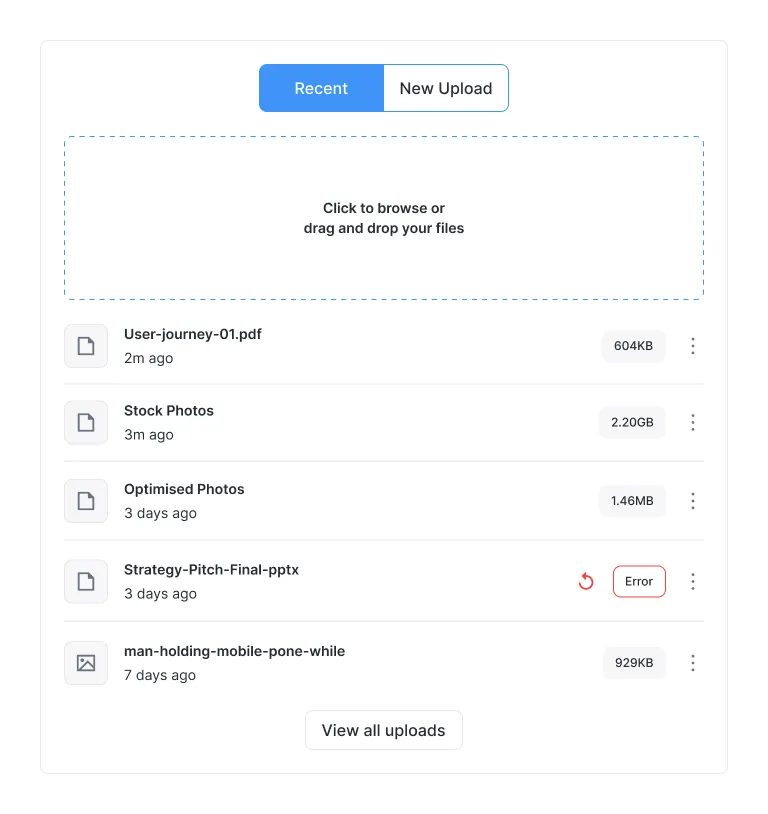 Recent
New Upload
Click to browse or
drag and drop your files
User-journey-01.pdf
2m ago
604KB
Stock Photos
3m ago
2.20GB
Optimised Photos
3 days ago
1.46MB
Strategy-Pitch-Final-pptx
3 days ago
Error
man-holding-mobile-pone-while
7 days ago
929KB
View all uploads